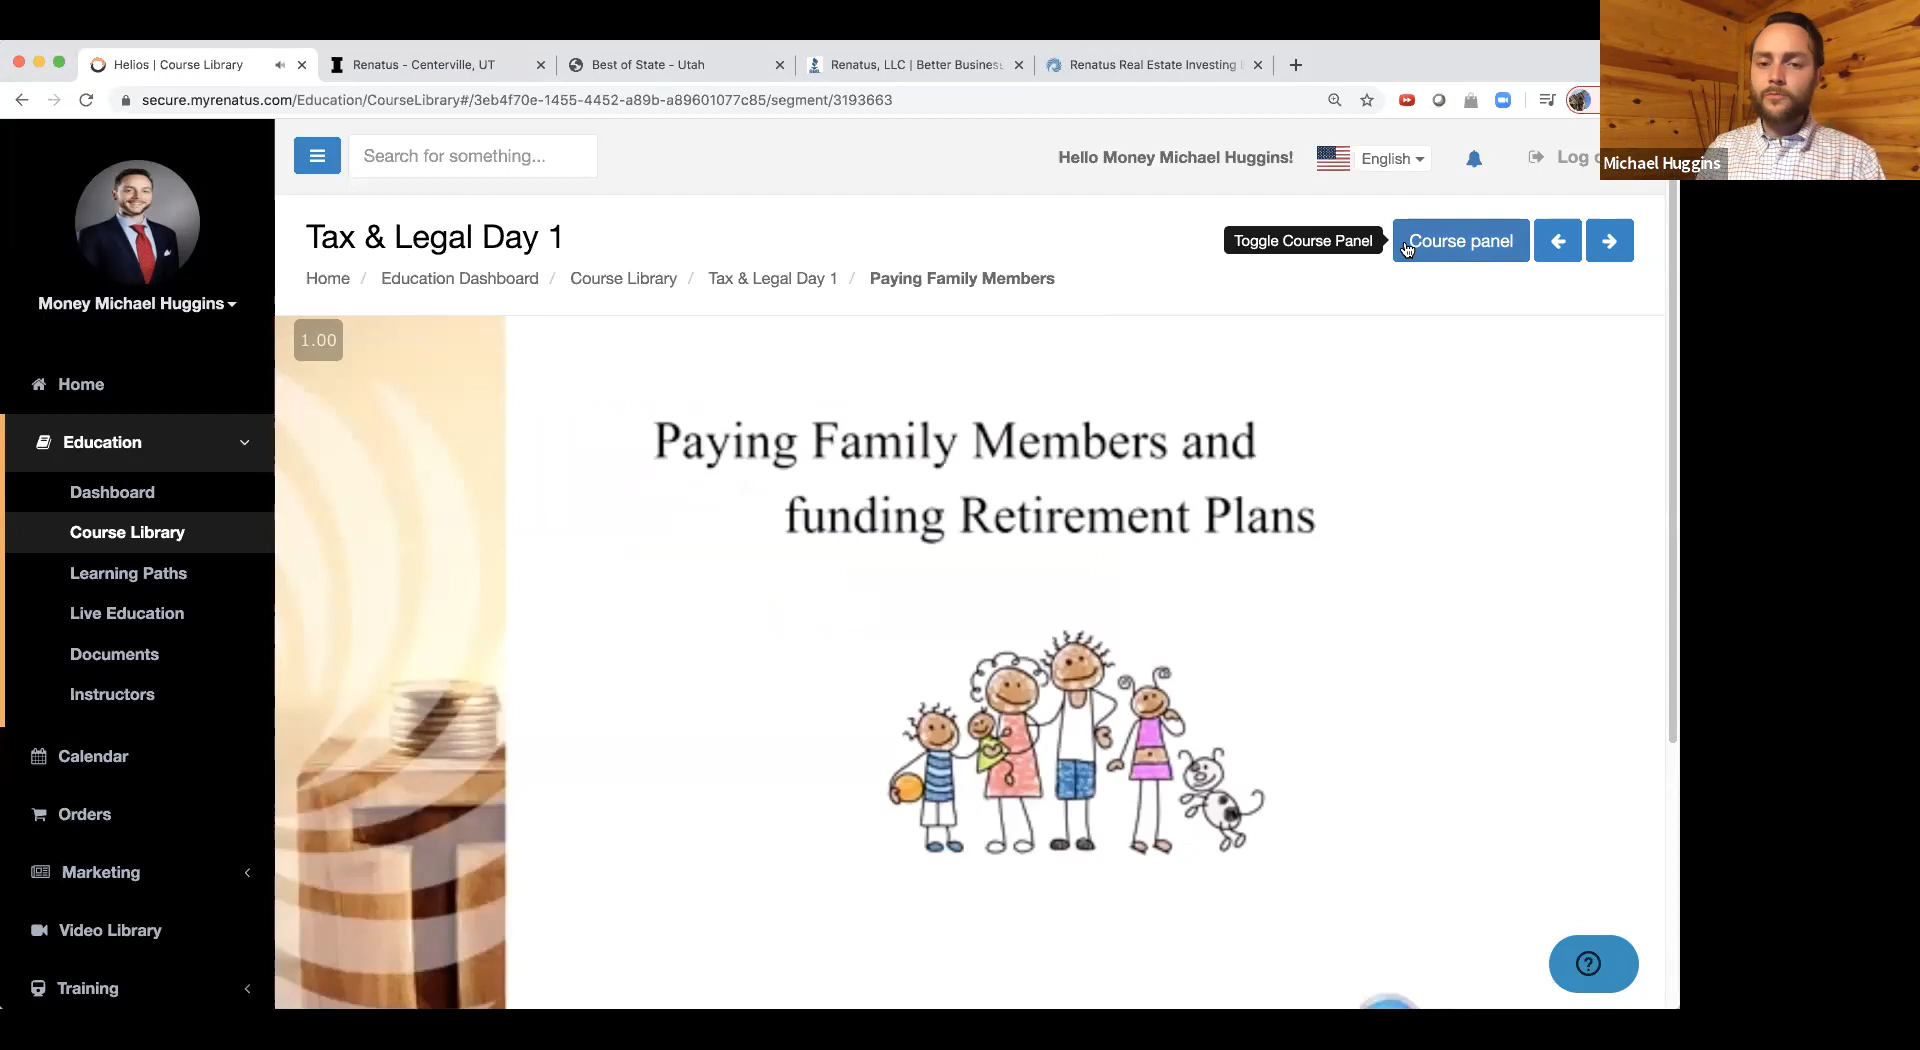 Helios | Course Library
Renatus - Centerville, UT
Best of State - Utah
Renatus, LLC | Better Business
Renatus Real Estate Investing
secure.myrenatus.com/Education/CourseLibrary#/3eb4f70e-1455-4452-a89b-a89601077c85/segment/3193663
Michael Huggins
Search for something...
Hello Money Michael Huggins!
English
Log
Tax & Legal Day 1
Toggle Course Panel
Course panel
Home / Education Dashboard / Course Library / Tax & Legal Day 1 / Paying Family Members
Money Michael Huggins
Home
Education
Dashboard
Course Library
Learning Paths
Live Education
Documents
Instructors
Calendar
Orders
Marketing
Video Library
Training
1.00
Paying Family Members and
funding Retirement Plans